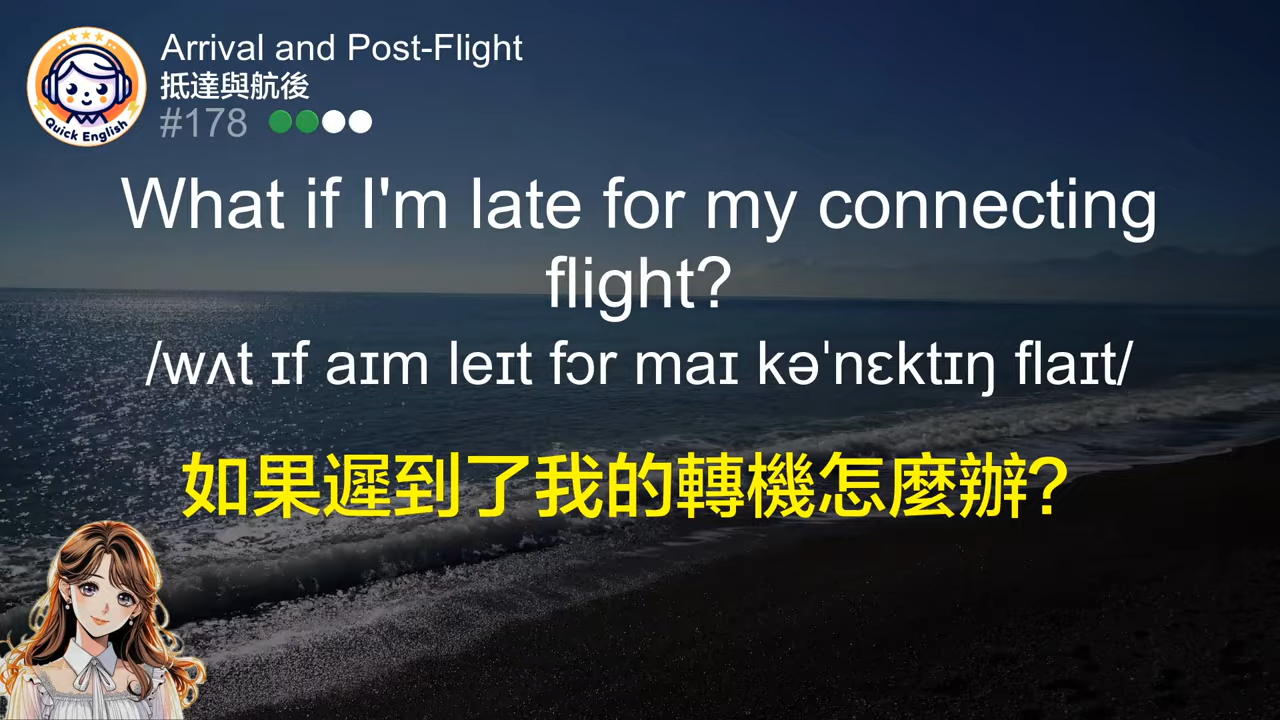 Arrival and Post-Flight
抵達與航後
#178
Quick English
What if I'm late for my connecting
flight?
/wʌt ɪf aɪm leɪt fɔr maɪ kəˈnɛktɪŋ flaɪt/
如果遲到了我的轉機怎麼辦?